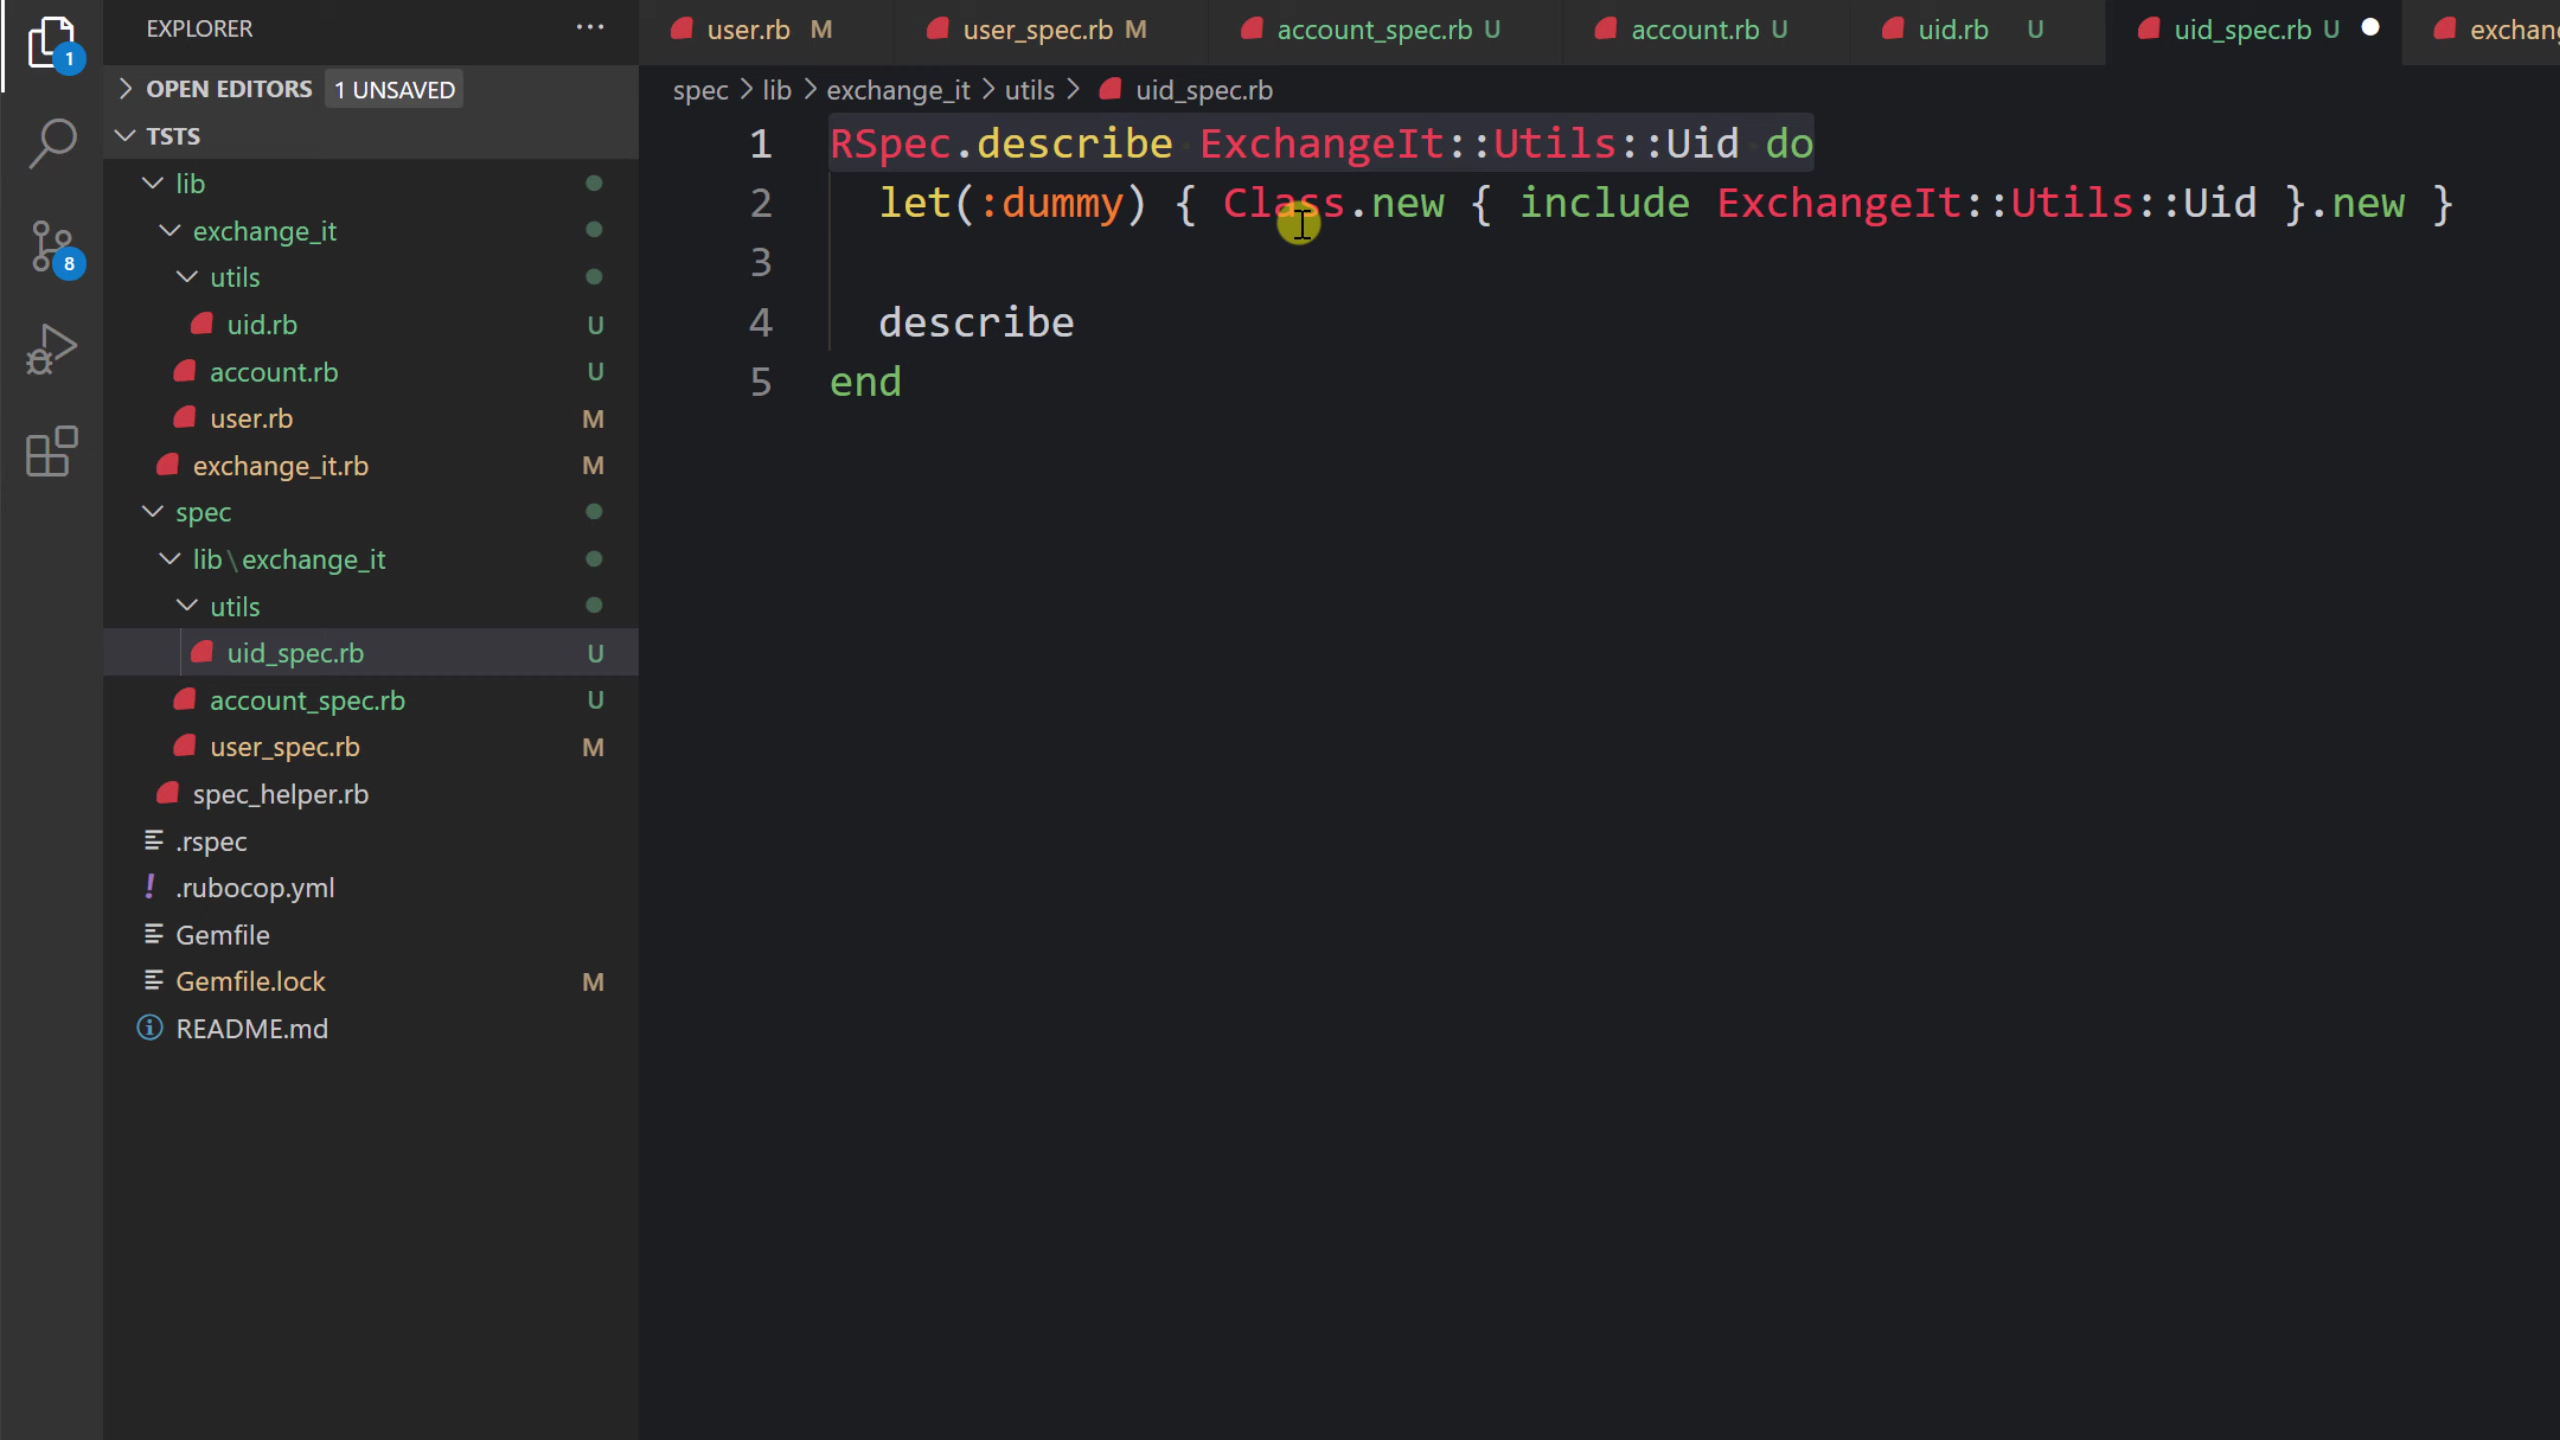 1
8
EXPLORER
...
OPEN EDITORS 1 UNSAVED
TSTS
lib
exchange_it
utils
uid.rb U
account.rb U
user.rb M
exchange_it.rb M
spec
lib\exchange_it
utils
uid_spec.rb U
account_spec.rb U
user_spec.rb M
spec_helper.rb
.rspec
! .rubocop.yml
Gemfile
Gemfile.lock M
README.md
user.rb M user_spec.rb M account_spec.rb U account.rb U uid.rb U uid_spec.rb U exchan
spec > lib > exchange_it > utils > uid_spec.rb
1 RSpec.describe ExchangeIt::Utils::Uid do
2 let(:dummy) { Class.new { include ExchangeIt::Utils::Uid }.new }
3
4 describe
5 end